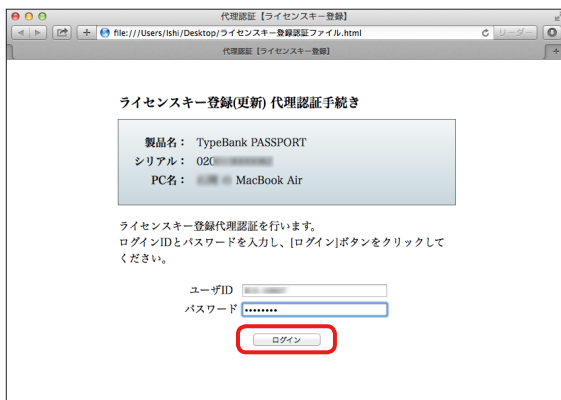 代理認証【ライセンスキー登録】
file:///Users/Ishi/Desktop/ライセンスキー登録認証ファイル.html
リーダー
代理認証【ライセンスキー登録】
ライセンスキー登録(更新) 代理認証手続き
製品名： TypeBank PASSPORT
シリアル： 020
PC名： MacBook Air
ライセンスキー登録代理認証を行います。
ログインIDとパスワードを入力し、[ログイン]ボタンをクリックして
ください。
ユーザID
パスワード ••••••••
ログイン